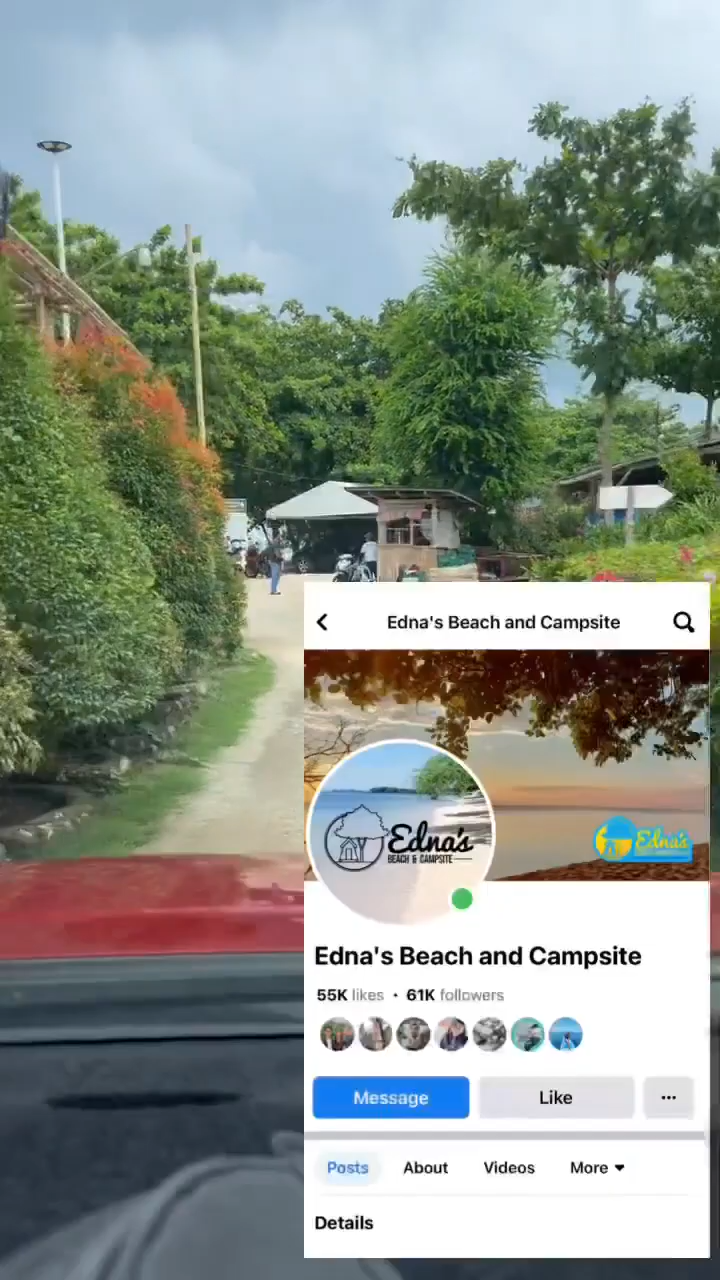 Edna's Beach and Campsite
Edna's
BEACH & CAMPSITE
Edna's
Edna's Beach and Campsite
55K likes • 61K followers
Message
Like
...
Posts
About
Videos
More
Details